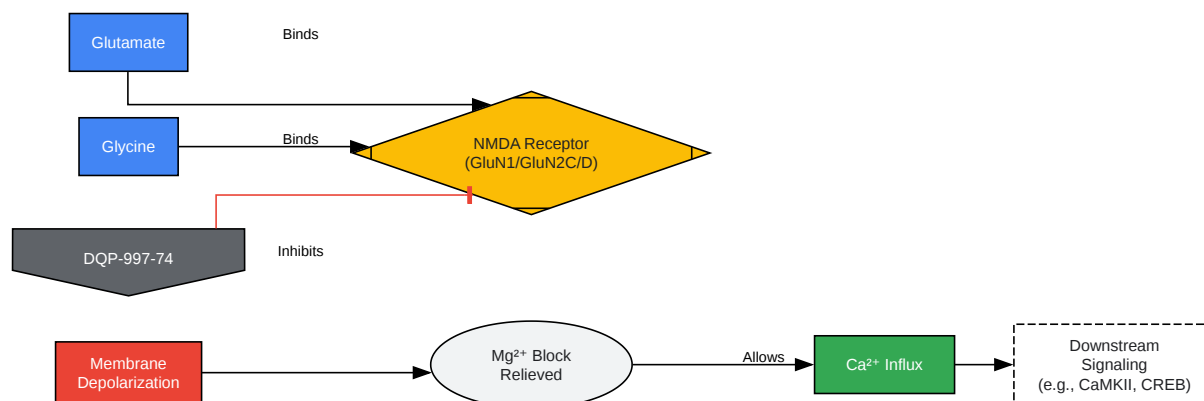 Glutamate
Binds
Glycine
Binds
NMDA Receptor
(GluN1/GluN2C/D)
DQP-997-74
Inhibits
Membrane
Depolarization
Mg²⁺ Block
Relieved
Allows
Ca²⁺ Influx
Downstream
Signaling
(e.g., CaMKII, CREB)